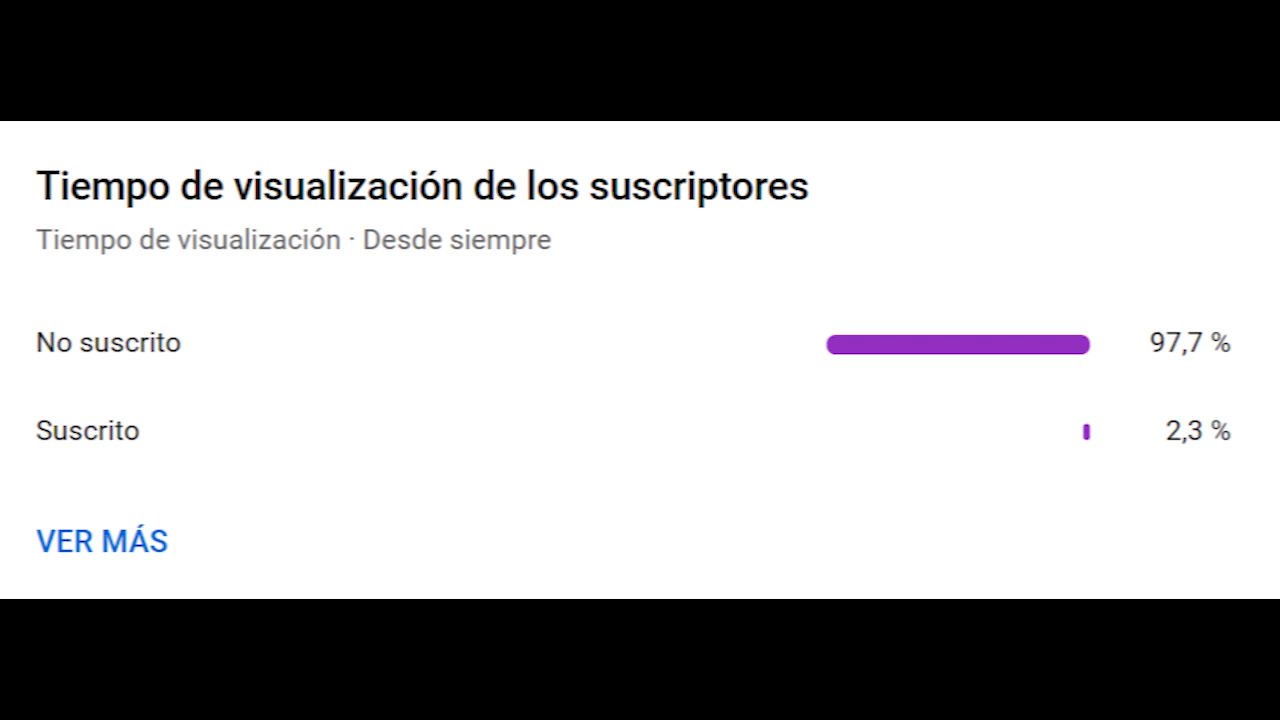 Tiempo de visualización de los suscriptores
Tiempo de visualización · Desde siempre
No suscrito 97,7 %
Suscrito 2,3 %
VER MÁS